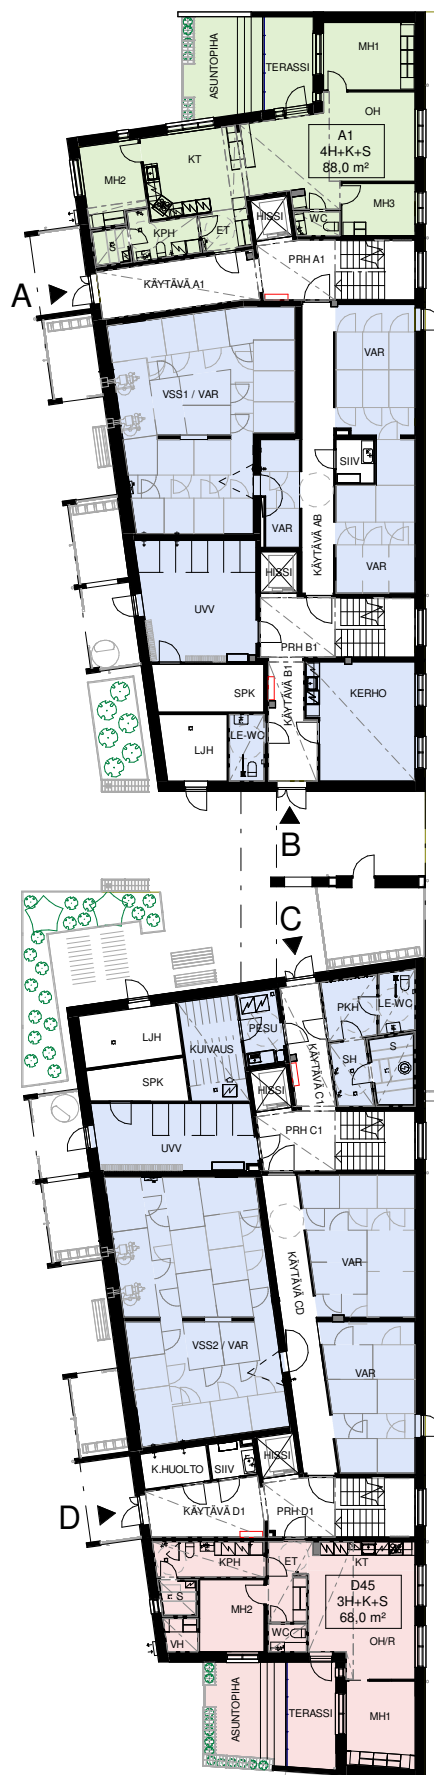 ASUNTOPIHA
TERASSI
MH1
OH
A1
4H+K+S
88,0 m²
KT
MH2
MH3
HISSI
WC
S
KPH
ET
PRH A1
KÄYTÄVÄ A1
A
VAR
VSS1 / VAR
SIIV
VAR
KÄYTÄVÄ AB
VAR
HISSI
UVV
PRH B1
KÄYTÄVÄ B1
SPK
KERHO
LJH
LE-WC
B
C
PKH
LE-WC
PESU
LJH
KUIVAUS
KÄYTÄVÄ C1
SH
S
SPK
HISSI
PRH C1
UVV
KÄYTÄVÄ CD
VAR
VSS2 / VAR
VAR
HISSI
K.HUOLTO
SIIV
KÄYTÄVÄ D1
PRH D1
D
KPH
ET
KT
D45
3H+K+S
68,0 m²
S
MH2
WC
VH
OH/R
ASUNTOPIHA
TERASSI
MH1